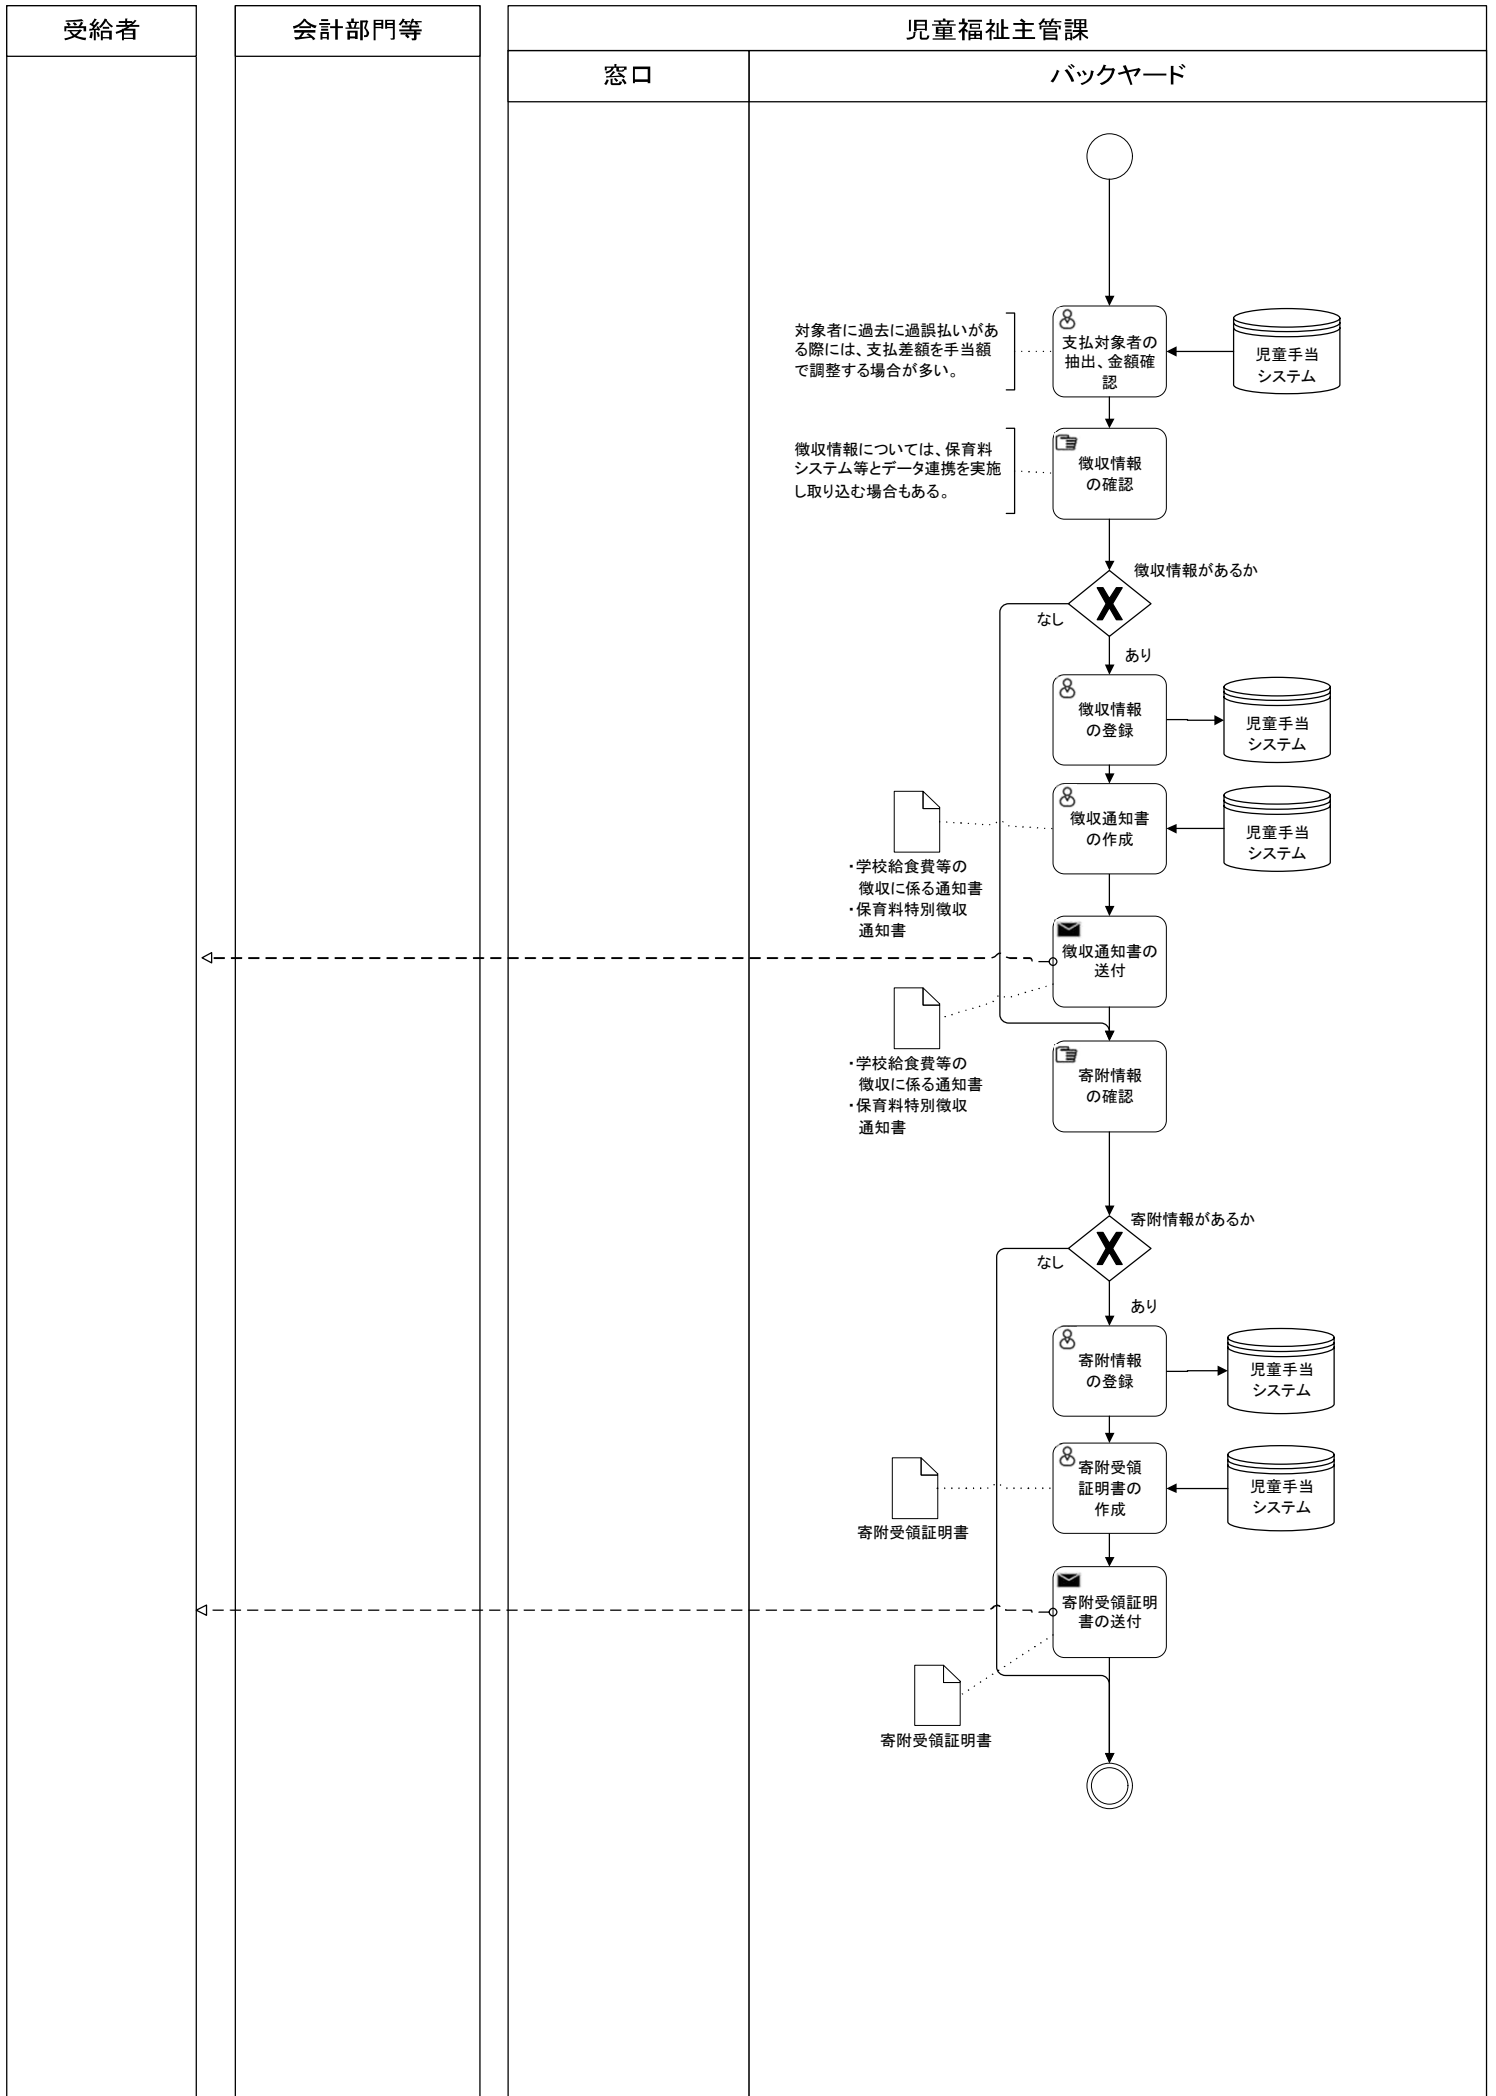 受給者
会計部門等
児童福祉主管課
窓口
バックヤード
対象者に過去に過誤払いがあ
る際には、支払差額を手当額
で調整する場合が多い。
支払対象者の
抽出、金額確
認
児童手当
システム
徴収情報については、保育料
システム等とデータ連携を実施
し取り込む場合もある。
徴収情報
の確認
徴収情報があるか
X
なし
あり
徴収情報
の登録
児童手当
システム
徴収通知書
の作成
児童手当
システム
・学校給食費等の
徴収に係る通知書
・保育料特別徴収
通知書
徴収通知書の
送付
・学校給食費等の
徴収に係る通知書
・保育料特別徴収
通知書
寄附情報
の確認
寄附情報があるか
X
なし
あり
寄附情報
の登録
児童手当
システム
寄附受領
証明書の
作成
児童手当
システム
寄附受領証明書
寄附受領証明
書の送付
寄附受領証明書